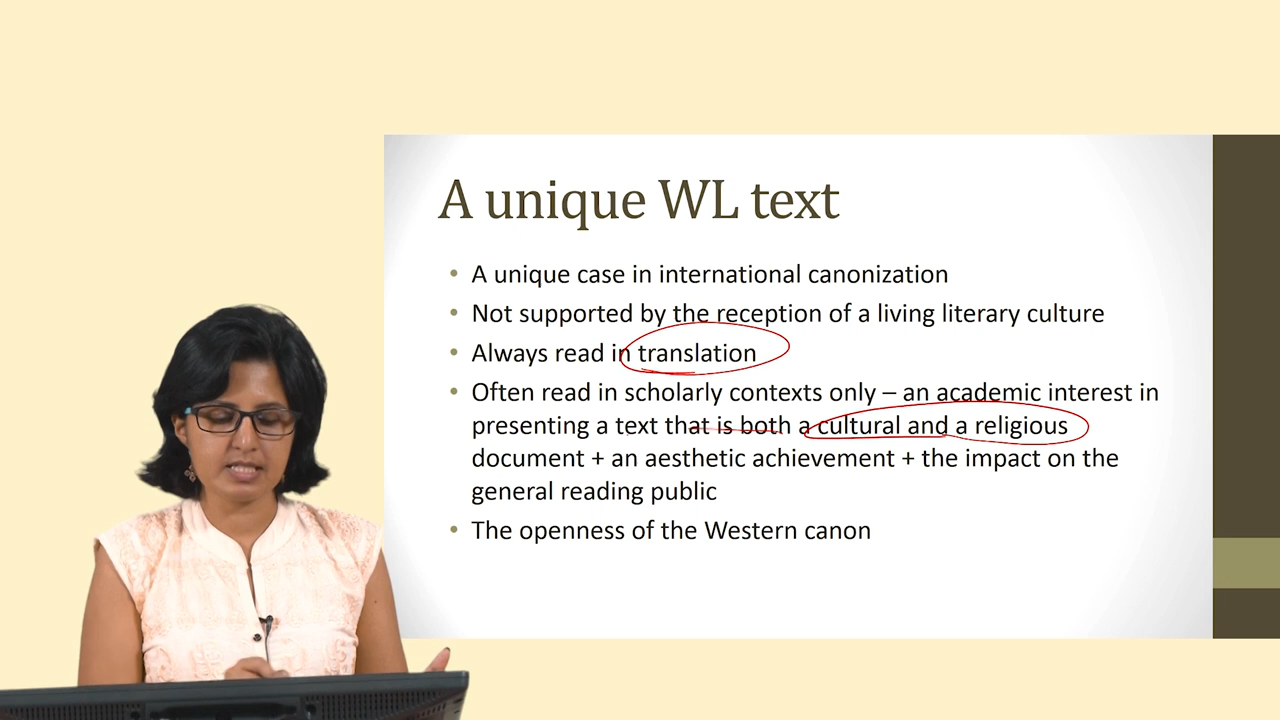 A unique WL text
• A unique case in international canonization
• Not supported by the reception of a living literary culture
• Always read in translation
• Often read in scholarly contexts only – an academic interest in
presenting a text that is both a cultural and a religious
document + an aesthetic achievement + the impact on the
general reading public
• The openness of the Western canon